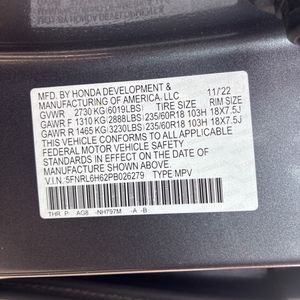 MFD. BY HONDA DEVELOPMENT &
MANUFACTURING OF AMERICA, LLC 11/'22
GVWR 2730 KG(6019LBS) TIRE SIZE RIM SIZE
GAWR F 1310 KG(2888LBS) 235/60R18 103H 18X7.5J
GAWR R 1465 KG(3230LBS) 235/60R18 103H 18X7.5J
THIS VEHICLE CONFORMS TO ALL APPLICABLE
FEDERAL MOTOR VEHICLE SAFETY
STANDARDS IN EFFECT ON THE DATE OF
MANUFACTURE SHOWN ABOVE.
V.I.N. 5FNRL6H62PB026279 TYPE MPV
THR P AG8 -NH797M -A -B